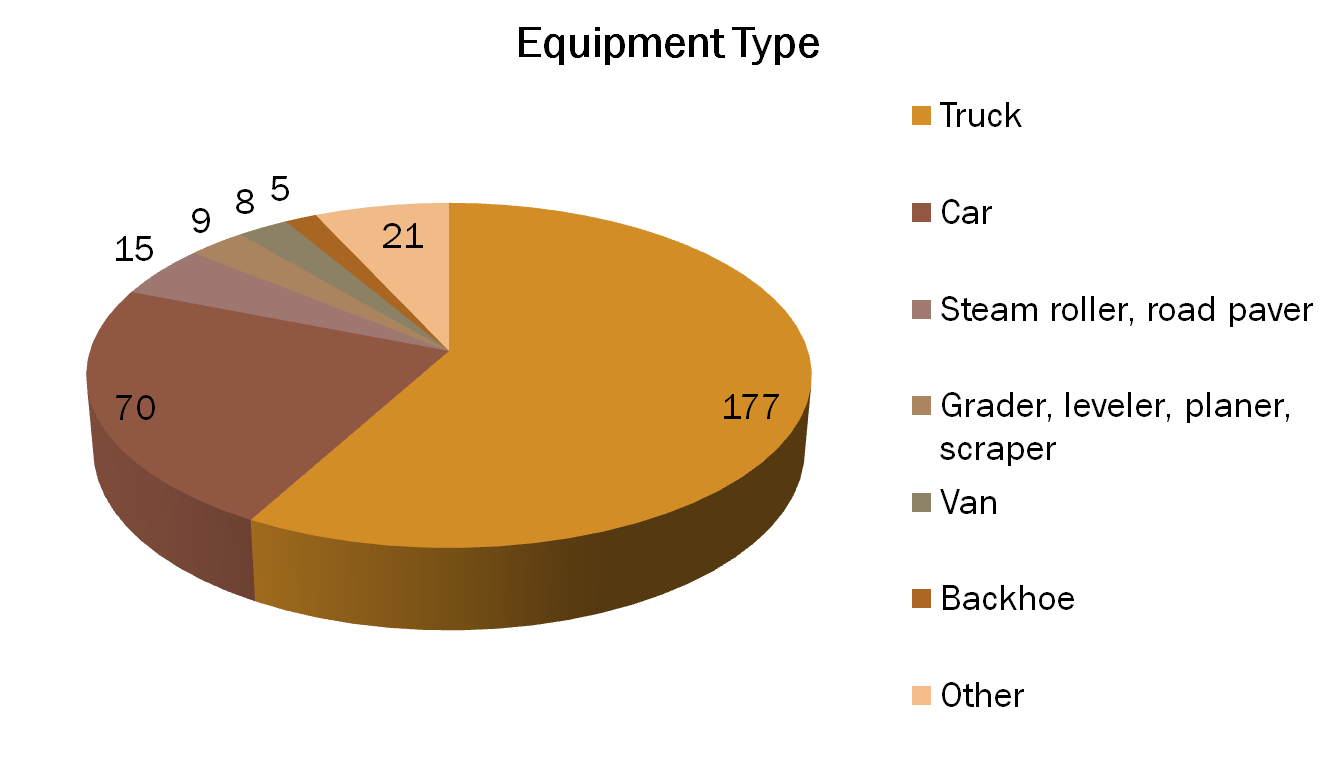 Equipment Type
5
8
9
15
21
70
177
Truck
Car
Steam roller, road paver
Grader, leveler, planer,
scraper
Van
Backhoe
Other